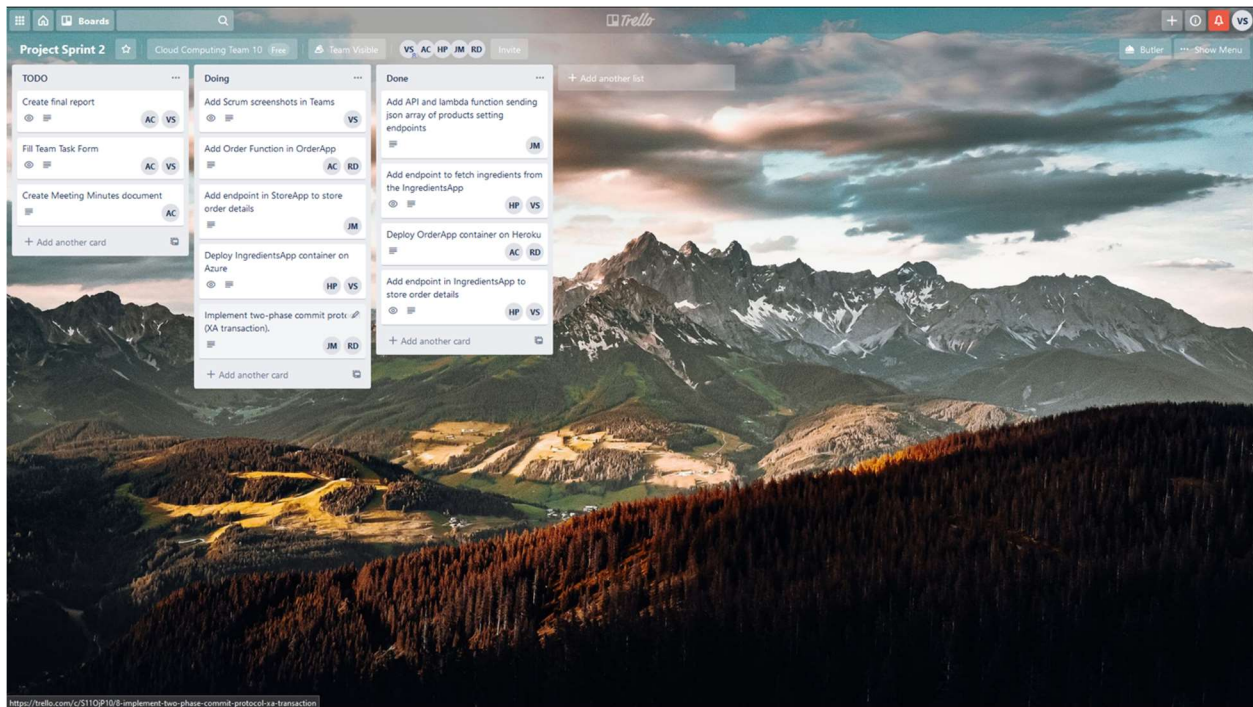 Boards
Trello
VS
Project Sprint 2
Cloud Computing Team 10 Free
Team Visible
VS AC HP JM RD
Invite
Butler
Show Menu
TODO
Create final report
AC VS
Fill Team Task Form
AC VS
Create Meeting Minutes document
AC
+ Add another card
Doing
Add Scrum screenshots in Teams
VS
Add Order Function in OrderApp
AC RD
Add endpoint in StoreApp to store
order details
JM
Deploy IngredientsApp container on
Azure
HP VS
Implement two-phase commit proto
(XA transaction).
JM RD
+ Add another card
Done
Add API and lambda function sending
json array of products setting
endpoints
JM
Add endpoint to fetch ingredients from
the IngredientsApp
HP VS
Deploy OrderApp container on Heroku
AC RD
Add endpoint in IngredientsApp to
store order details
HP VS
+ Add another card
+ Add another list
https://trello.com/c/S11OjP10/8-implement-two-phase-commit-protocol-xa-transaction